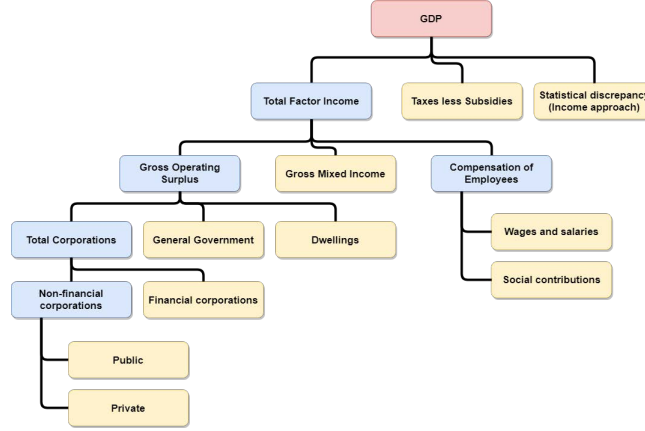 GDP
Total Factor Income
Taxes less Subsidies
Statistical discrepancy
(Income approach)
Gross Operating
Surplus
Gross Mixed Income
Compensation of
Employees
Total Corporations
General Government
Dwellings
Wages and salaries
Non-financial
corporations
Financial corporations
Social contributions
Public
Private